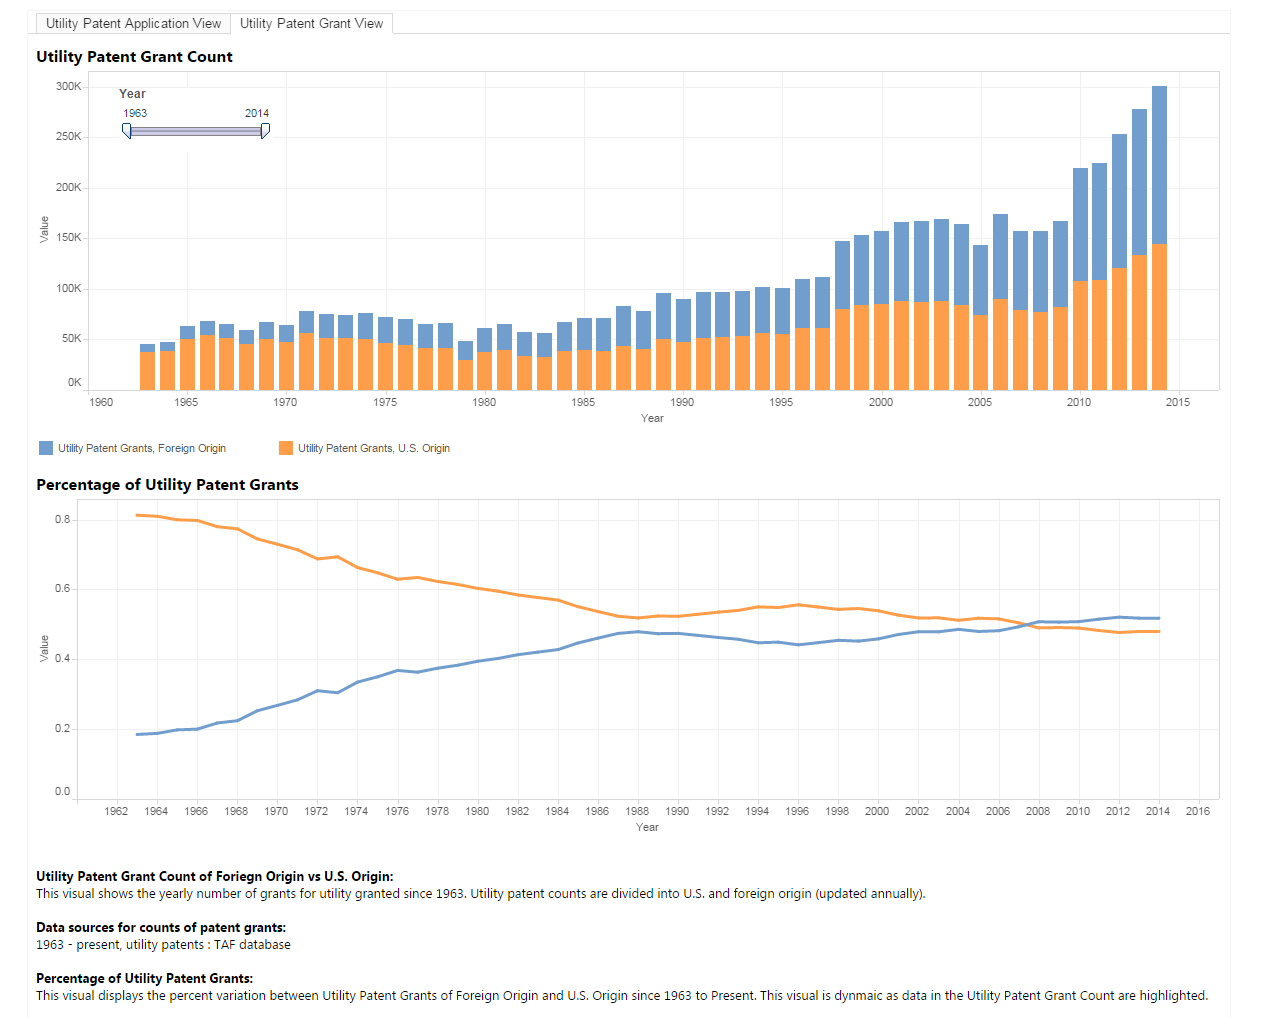 Utility Patent Application View Utility Patent Grant View
Utility Patent Grant Count
Year
1963 2014
300K
250K
200K
150K
100K
50K
0K
Value
1960 1965 1970 1975 1980 1985 1990 1995 2000 2005 2010 2015
Year
Utility Patent Grants, Foreign Origin Utility Patent Grants, U.S. Origin
Percentage of Utility Patent Grants
0.8
0.6
0.4
0.2
0.0
Value
1962 1964 1966 1968 1970 1972 1974 1976 1978 1980 1982 1984 1986 1988 1990 1992 1994 1996 1998 2000 2002 2004 2006 2008 2010 2012 2014 2016
Year
Utility Patent Grant Count of Foriegn Origin vs U.S. Origin:
This visual shows the yearly number of grants for utility granted since 1963. Utility patent counts are divided into U.S. and foreign origin (updated annually).
Data sources for counts of patent grants:
1963 - present, utility patents : TAF database
Percentage of Utility Patent Grants:
This visual displays the percent variation between Utility Patent Grants of Foreign Origin and U.S. Origin since 1963 to Present. This visual is dynmaic as data in the Utility Patent Grant Count are highlighted.